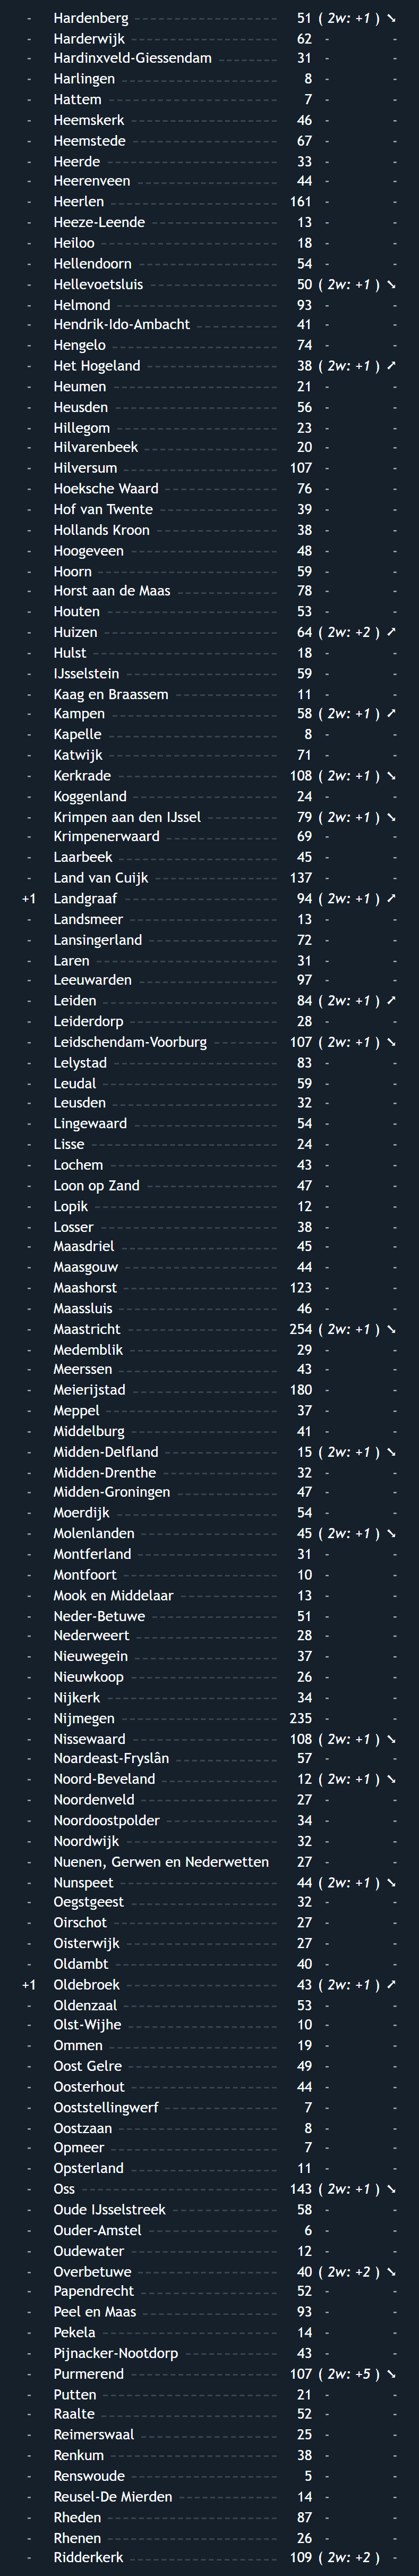 - Hardenberg 51 ( 2w: +1 ) ↘
- Harderwijk 62 - -
- Hardinxveld-Giessendam 31 - -
- Harlingen 8 - -
- Hattem 7 - -
- Heemskerk 46 - -
- Heemstede 67 - -
- Heerde 33 - -
- Heerenveen 44 - -
- Heerlen 161 - -
- Heeze-Leende 13 - -
- Heiloo 18 - -
- Hellendoorn 54 - -
- Hellevoetsluis 50 ( 2w: +1 ) ↘
- Helmond 93 - -
- Hendrik-Ido-Ambacht 41 - -
- Hengelo 74 - -
- Het Hogeland 38 ( 2w: +1 ) ↗
- Heumen 21 - -
- Heusden 56 - -
- Hillegom 23 - -
- Hilvarenbeek 20 - -
- Hilversum 107 - -
- Hoeksche Waard 76 - -
- Hof van Twente 39 - -
- Hollands Kroon 38 - -
- Hoogeveen 48 - -
- Hoorn 59 - -
- Horst aan de Maas 78 - -
- Houten 53 - -
- Huizen 64 ( 2w: +2 ) ↗
- Hulst 18 - -
- IJsselstein 59 - -
- Kaag en Braassem 11 - -
- Kampen 58 ( 2w: +1 ) ↗
- Kapelle 8 - -
- Katwijk 71 - -
- Kerkrade 108 ( 2w: +1 ) ↘
- Koggenland 24 - -
- Krimpen aan den IJssel 79 ( 2w: +1 ) ↘
- Krimpenerwaard 69 - -
- Laarbeek 45 - -
- Land van Cuijk 137 - -
+1 Landgraaf 94 ( 2w: +1 ) ↗
- Landsmeer 13 - -
- Lansingerland 72 - -
- Laren 31 - -
- Leeuwarden 97 - -
- Leiden 84 ( 2w: +1 ) ↗
- Leiderdorp 28 - -
- Leidschendam-Voorburg 107 ( 2w: +1 ) ↘
- Lelystad 83 - -
- Leudal 59 - -
- Leusden 32 - -
- Lingewaard 54 - -
- Lisse 24 - -
- Lochem 43 - -
- Loon op Zand 47 - -
- Lopik 12 - -
- Losser 38 - -
- Maasdriel 45 - -
- Maasgouw 44 - -
- Maashorst 123 - -
- Maassluis 46 - -
- Maastricht 254 ( 2w: +1 ) ↘
- Medemblik 29 - -
- Meerssen 43 - -
- Meierijstad 180 - -
- Meppel 37 - -
- Middelburg 41 - -
- Midden-Delfland 15 ( 2w: +1 ) ↘
- Midden-Drenthe 32 - -
- Midden-Groningen 47 - -
- Moerdijk 54 - -
- Molenlanden 45 ( 2w: +1 ) ↘
- Montferland 31 - -
- Montfoort 10 - -
- Mook en Middelaar 13 - -
- Neder-Betuwe 51 - -
- Nederweert 28 - -
- Nieuwegein 37 - -
- Nieuwkoop 26 - -
- Nijkerk 34 - -
- Nijmegen 235 - -
- Nissewaard 108 ( 2w: +1 ) ↘
- Noardeast-Fryslân 57 - -
- Noord-Beveland 12 ( 2w: +1 ) ↘
- Noordenveld 27 - -
- Noordoostpolder 34 - -
- Noordwijk 32 - -
- Nuenen, Gerwen en Nederwetten 27 - -
- Nunspeet 44 ( 2w: +1 ) ↘
- Oegstgeest 32 - -
- Oirschot 27 - -
- Oisterwijk 27 - -
- Oldambt 40 - -
+1 Oldebroek 43 ( 2w: +1 ) ↗
- Oldenzaal 53 - -
- Olst-Wijhe 10 - -
- Ommen 19 - -
- Oost Gelre 49 - -
- Oosterhout 44 - -
- Ooststellingwerf 7 - -
- Oostzaan 8 - -
- Opmeer 7 - -
- Opsterland 11 - -
- Oss 143 ( 2w: +1 ) ↘
- Oude IJsselstreek 58 - -
- Ouder-Amstel 6 - -
- Oudewater 12 - -
- Overbetuwe 40 ( 2w: +2 ) ↘
- Papendrecht 52 - -
- Peel en Maas 93 - -
- Pekela 14 - -
- Pijnacker-Nootdorp 43 - -
- Purmerend 107 ( 2w: +5 ) ↘
- Putten 21 - -
- Raalte 52 - -
- Reimerswaal 25 - -
- Renkum 38 - -
- Renswoude 5 - -
- Reusel-De Mierden 14 - -
- Rheden 87 - -
- Rhenen 26 - -
- Ridderkerk 109 ( 2w: +2 ) -